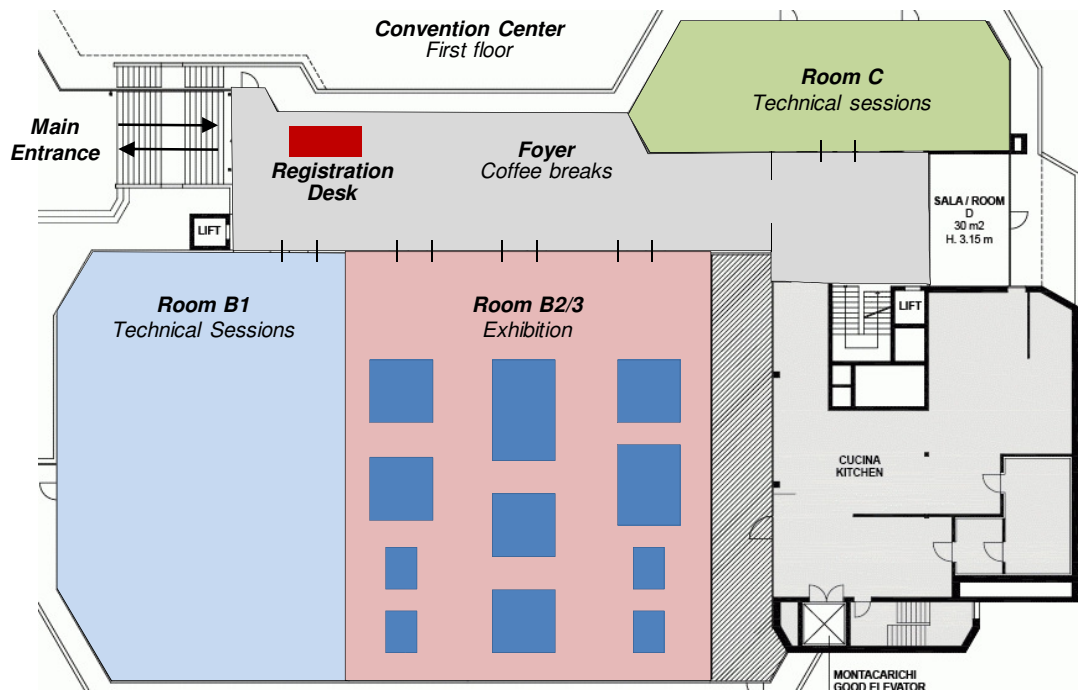 Convention Center
First floor
Room C
Technical sessions
Main
Entrance
Registration
Desk
Foyer
Coffee breaks
SALA / ROOM
D
30 m2
H. 3.15 m
LIFT
Room B1
Technical Sessions
Room B2/3
Exhibition
LIFT
CUCINA
KITCHEN
MONTACARICHI
GOOD ELEVATOR